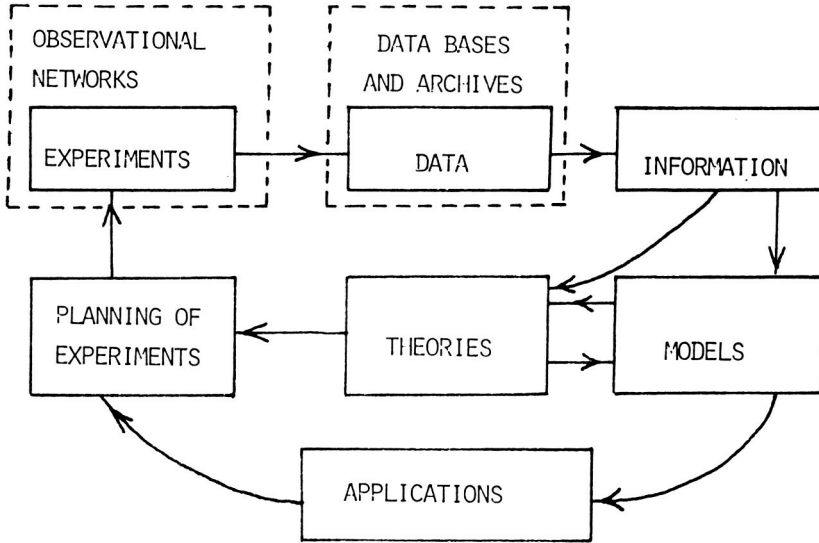 OBSERVATIONAL
NETWORKS
EXPERIMENTS
DATA BASES
AND ARCHIVES
DATA
INFORMATION
PLANNING OF
EXPERIMENTS
THEORIES
MODELS
APPLICATIONS